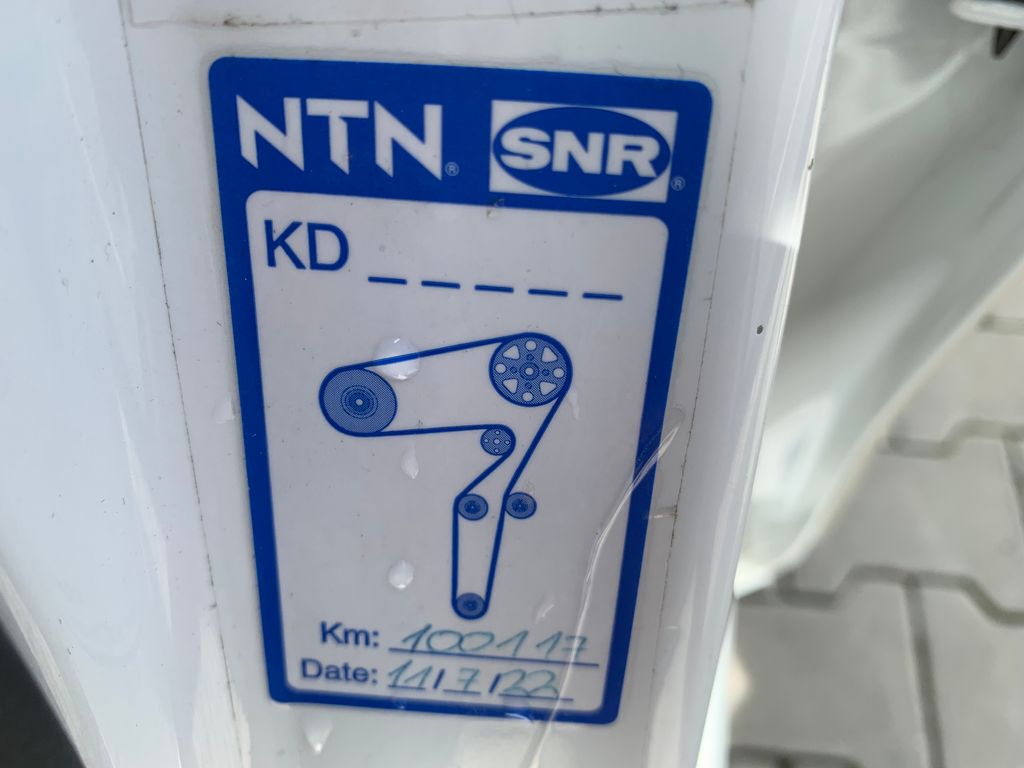 NTN® SNR®
KD _ _ _ _ _
Km: 100117
Date: 11/7/22